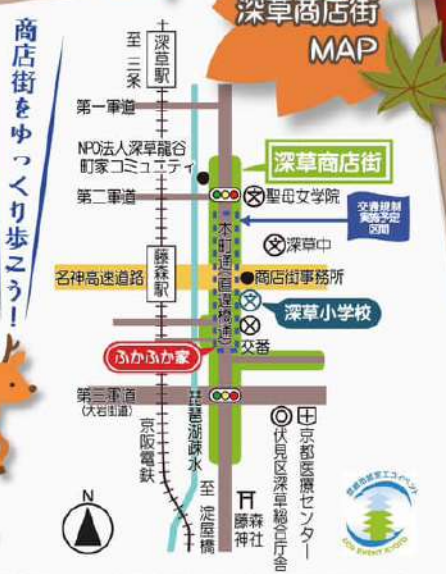 深草商店街
MAP
商店街をゆっくり歩こう!
至 三条
深草駅
第一軍道
NPO法人深草龍谷
町家コミュニティ
深草商店街
第二軍道
聖母女学院
交通規制
実施予定
区間
本町通(直違橋通)
深草中
藤森駅
名神高速道路
商店街事務所
深草小学校
交番
ふかふか家
第三軍道
(大岩街道)
京阪電鉄
琵琶湖疏水
至 淀屋橋
藤森
神社
伏見区深草総合庁舎
京都医療センター
N
ECO EVENT KYOTO